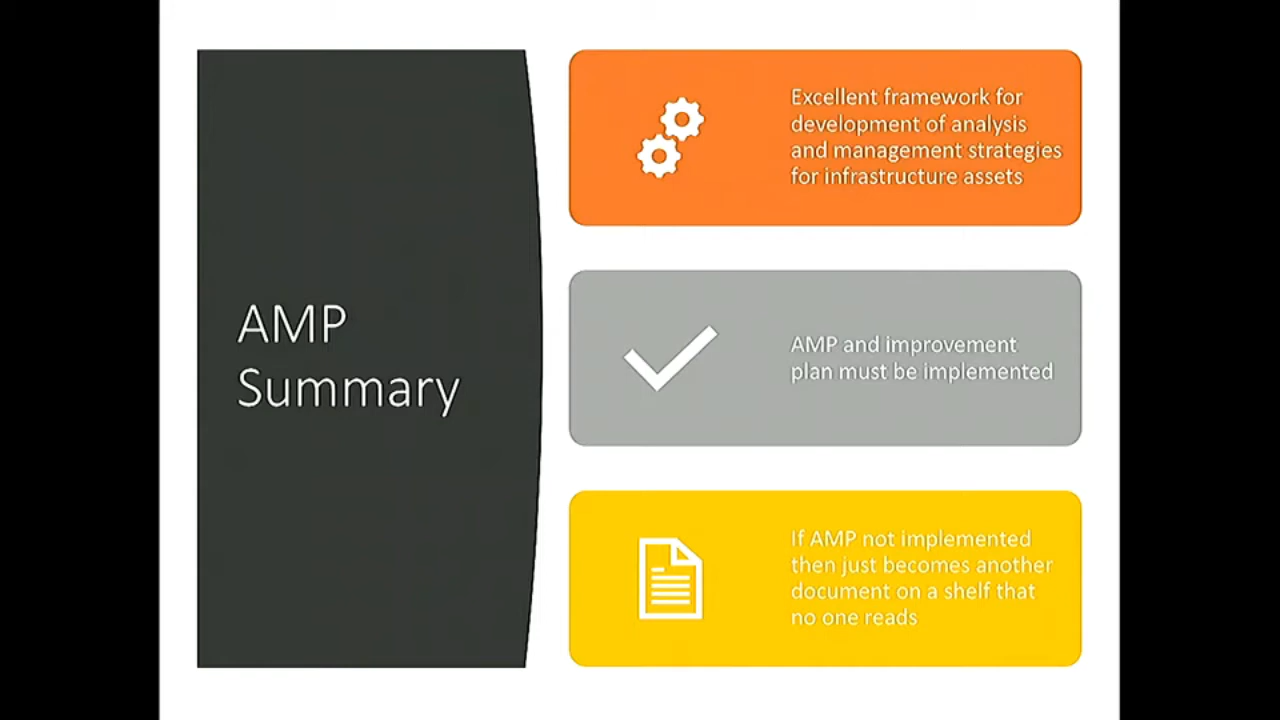 AMP
Summary
Excellent framework for
development of analysis
and management strategies
for infrastructure assets
AMP and improvement
plan must be implemented
If AMP not implemented
then just becomes another
document on a shelf that
no one reads